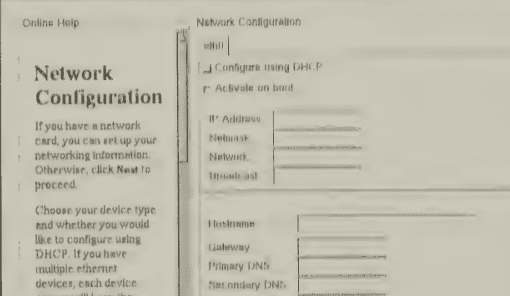 Online Help
Network Configuration
Network
Configuration
If you have a network
card, you can set up your
networking information.
Otherwise, click Next to
proceed.
Choose your device type
and whether you would
like to configure using
DHCP. If you have
multiple ethernet
devices, each device
Configure using DHCP
Activate on boot
IP Address
Netmask
Network
Broadcast
Hostname
Gateway
Primary DNS
Secondary DNS